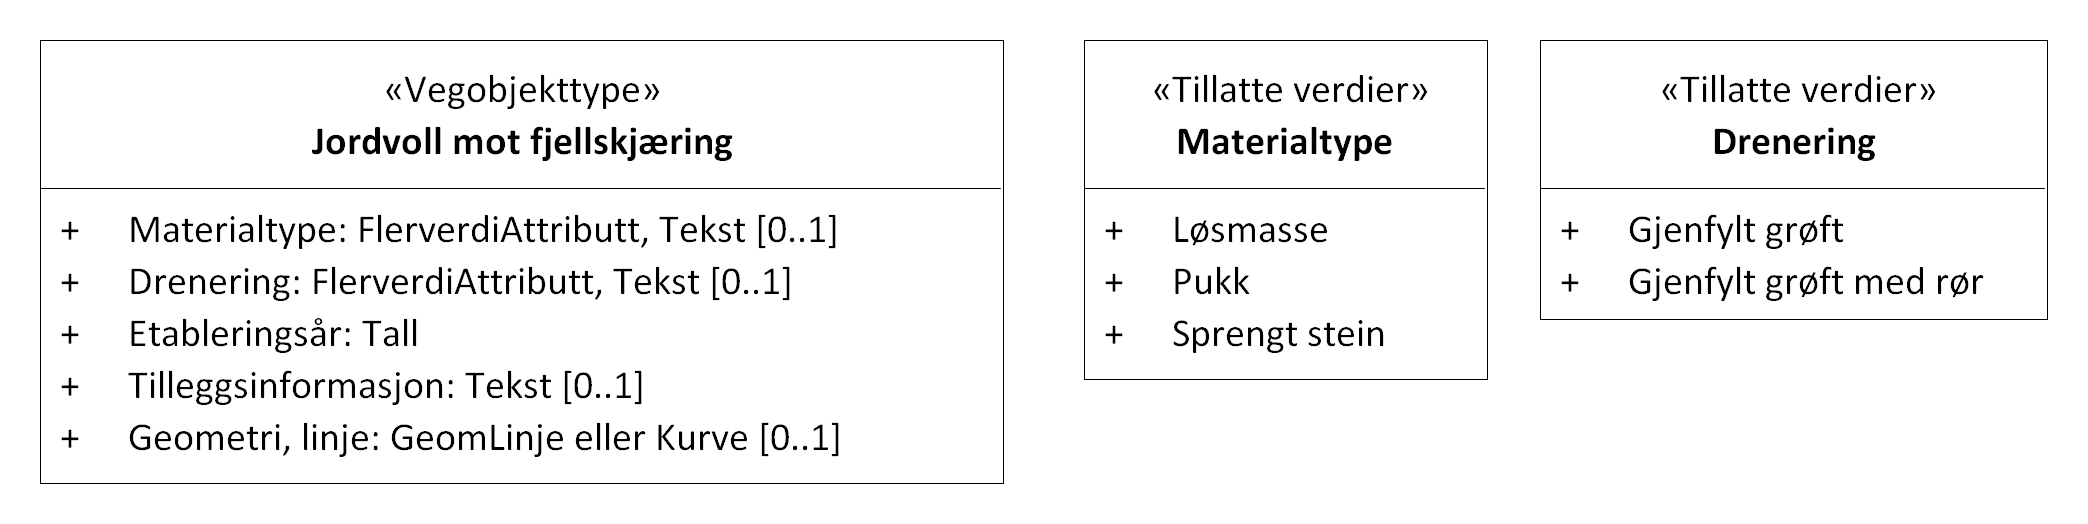 «Vegobjekttype»
Jordvoll mot fjellskjæring
+ Materialtype: FlerverdiAttributt, Tekst [0..1]
+ Drenering: FlerverdiAttributt, Tekst [0..1]
+ Etableringsår: Tall
+ Tilleggsinformasjon: Tekst [0..1]
+ Geometri, linje: GeomLinje eller Kurve [0..1]
«Tillatte verdier»
Materialtype
+ Løsmasse
+ Pukk
+ Sprengt stein
«Tillatte verdier»
Drenering
+ Gjenfylt grøft
+ Gjenfylt grøft med rør